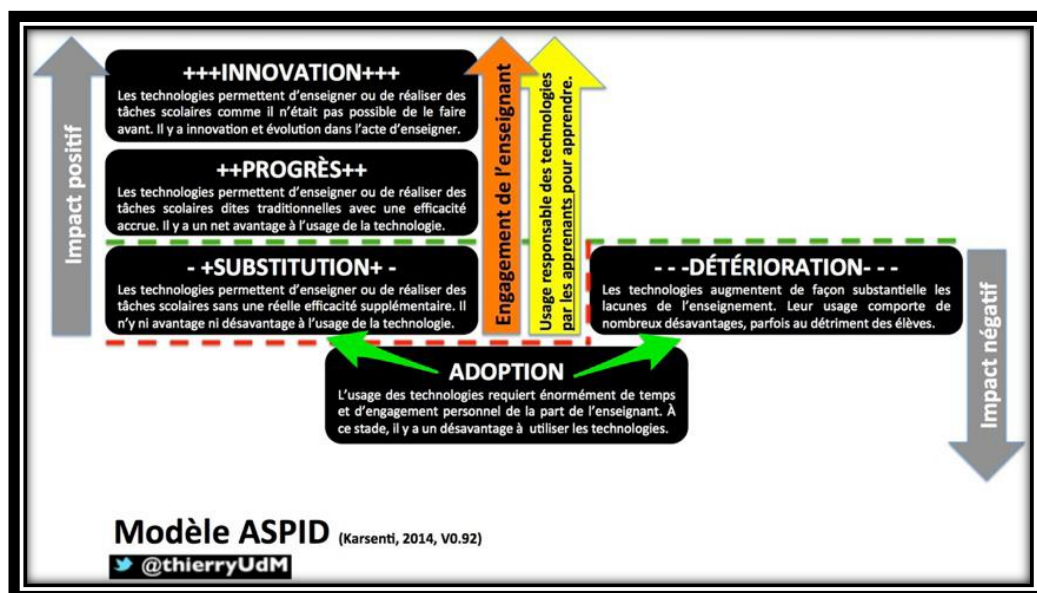 +++INNOVATION+++
Les technologies permettent d’enseigner ou de réaliser des
tâches scolaires comme il n’était pas possible de le faire
avant. Il y a innovation et évolution dans l’acte d’enseigner.
++PROGRÈS++
Les technologies permettent d’enseigner ou de réaliser des
tâches scolaires dites traditionnelles avec une efficacité
accrue. Il y a un net avantage à l’usage de la technologie.
- +SUBSTITUTION+ -
Les technologies permettent d’enseigner ou de réaliser des
tâches scolaires sans une réelle efficacité supplémentaire. Il
n’y ni avantage ni désavantage à l’usage de la technologie.
Impact positif
Engagement de l’enseignant
Usage responsable des technologies
par les apprenants pour apprendre.
- - -DÉTÉRIORATION- - -
Les technologies augmentent de façon substantielle les
lacunes de l’enseignement. Leur usage comporte de
nombreux désavantages, parfois au détriment des élèves.
Impact négatif
ADOPTION
L’usage des technologies requiert énormément de temps
et d’engagement personnel de la part de l’enseignant. À
ce stade, il y a un désavantage à utiliser les technologies.
Modèle ASPID (Karsenti, 2014, V0.92)
@thierryUdM